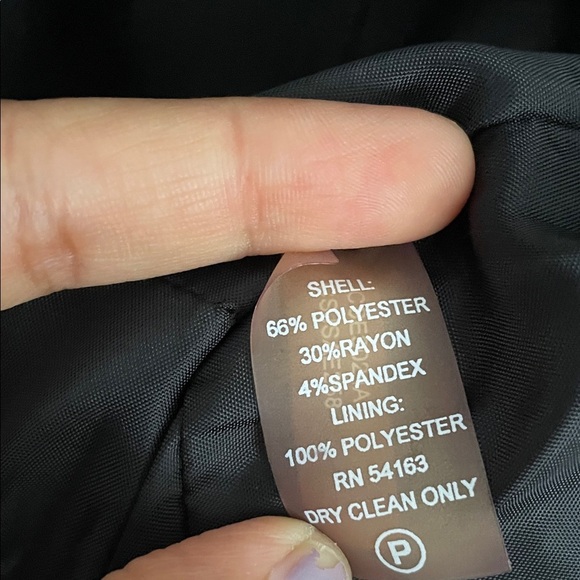 SHELL:
66% POLYESTER
30%RAYON
4%SPANDEX
LINING:
100% POLYESTER
RN 54163
DRY CLEAN ONLY
P